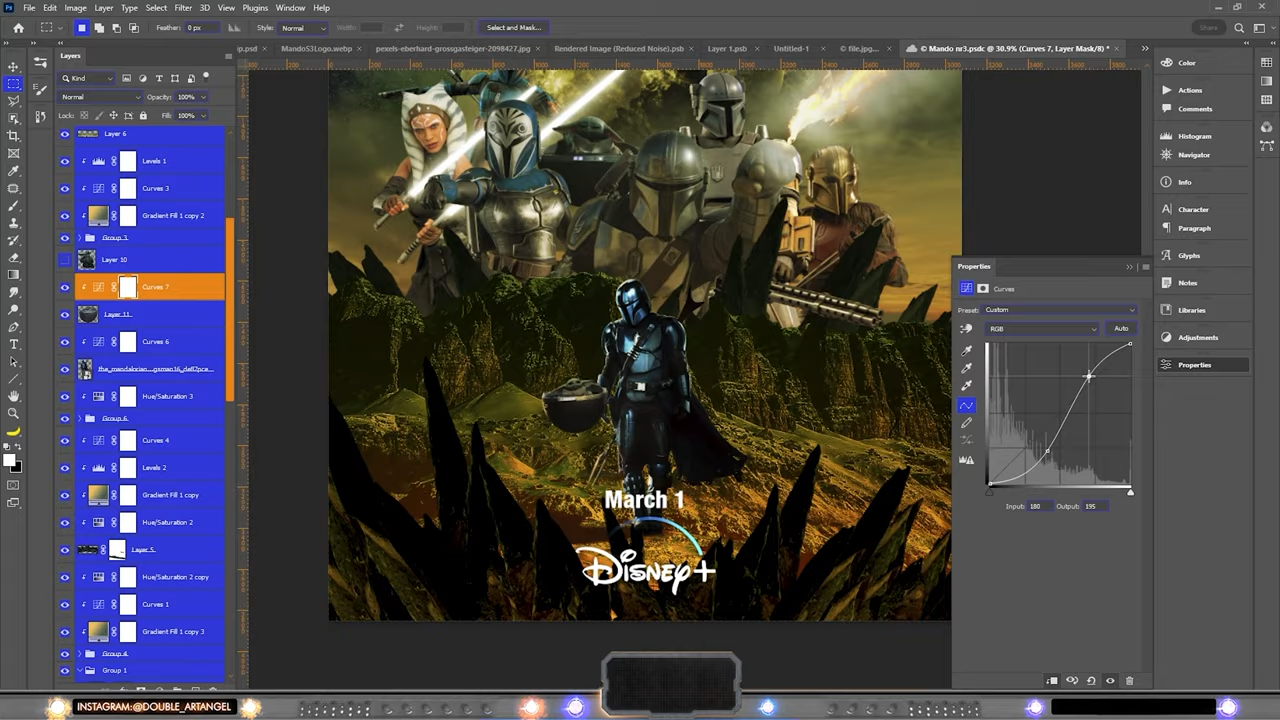 File Edit Image Layer Type Select Filter 3D View Plugins Window Help
Feather: 0 px Style: Normal Width: Height: Select and Mask... Share
ip.psd MandoS3Logo.webp pexels-eberhard-grossgasteiger-2098427.jpg Rendered Image (Reduced Noise).psb Layer 1.psb Untitled-1 © file.jpg... © Mando nr3.psdc @ 30.9% (Curves 7, Layer Mask/8) *
Layers
Kind
Normal Opacity: 100%
Lock: Fill: 100%
Layer 6
Levels 1
Curves 3
Gradient Fill 1 copy 2
Group 3
Layer 10
Curves 7
Layer 11
Curves 6
Hue/Saturation 3
Group 6
Curves 4
Levels 2
Gradient Fill 1 copy
Hue/Saturation 2
Layer 5
Hue/Saturation 2 copy
Curves 1
Gradient Fill 1 copy 3
Group 4
Group 1
March 1
Disney+
Properties
Curves
Preset: Custom
RGB Auto
Input: 180 Output: 195
Color
Actions
Comments
Histogram
Navigator
Info
Character
Paragraph
Glyphs
Notes
Libraries
Adjustments
Properties
INSTAGRAM:@DOUBLE_ARTANGEL